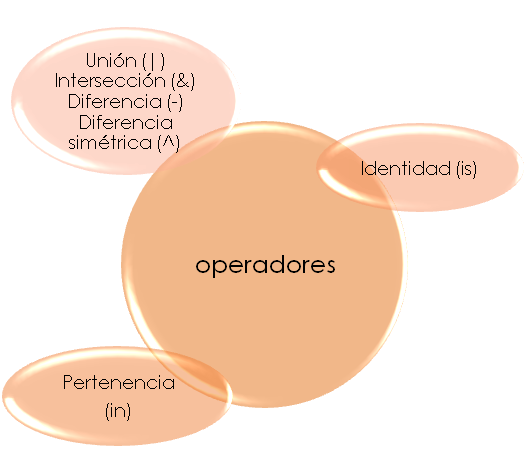 Unión (|)
Intersección (&)
Diferencia (-)
Diferencia
simétrica (^)
Identidad (is)
operadores
Pertenencia
(in)